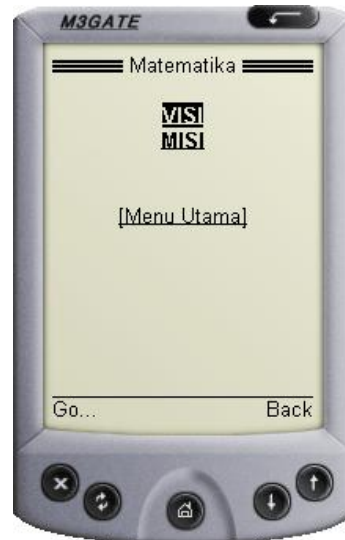 M3GATE
Matematika
VISI
MISI
[Menu Utama]
Go... Back